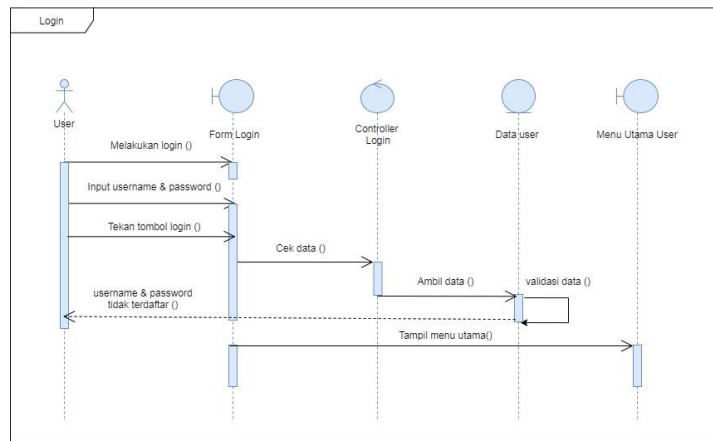 Login
User
Form Login
Controller
Login
Data user
Menu Utama User
Melakukan login ()
Input username & password ()
Tekan tombol login ()
Cek data ()
Ambil data ()
validasi data ()
username & password
tidak terdaftar ()
Tampil menu utama()